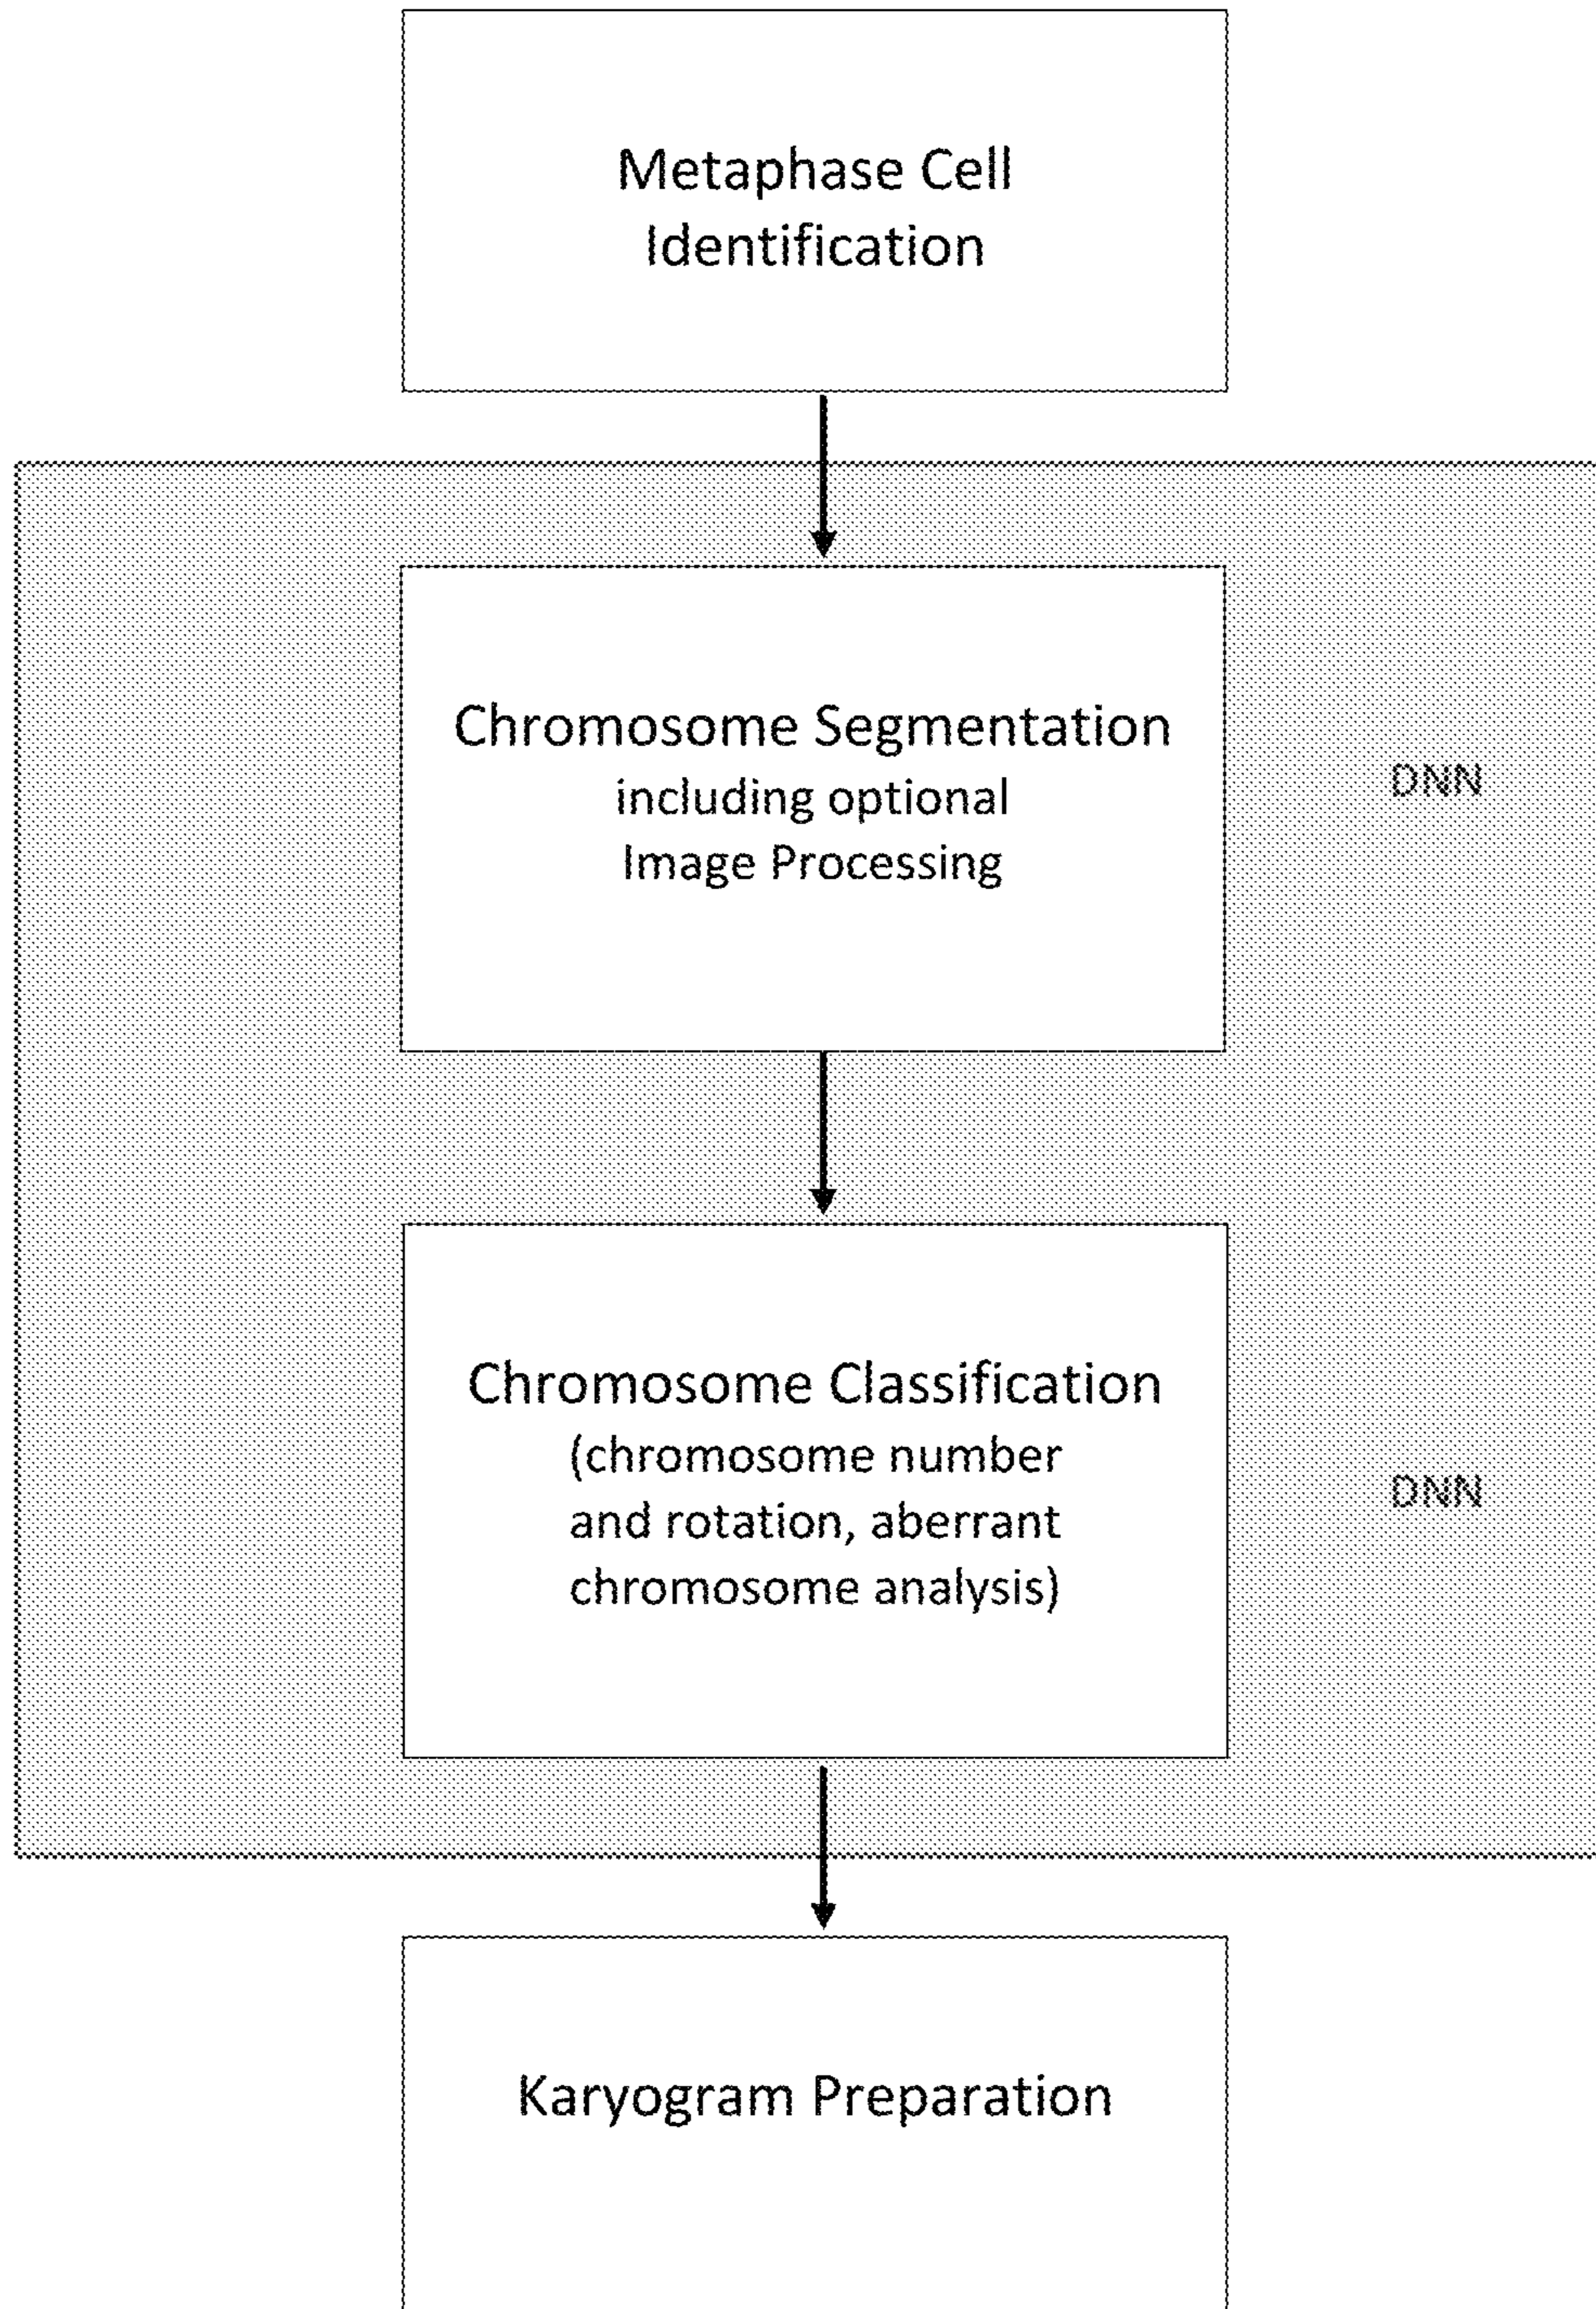 Metaphase Cell
Identification
Chromosome Segmentation
including optional
Image Processing
DNN
Chromosome Classification
(chromosome number
and rotation, aberrant
chromosome analysis)
DNN
Karyogram Preparation